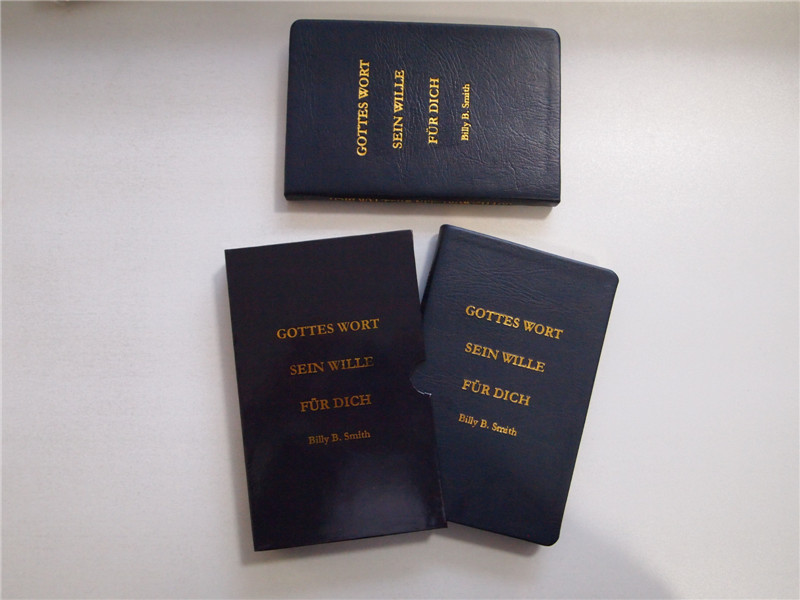 GOTTES WORT
SEIN WILLE
FÜR DICH
Billy B. Smith
GOTTES WORT
SEIN WILLE
FÜR DICH
Billy B. Smith
GOTTES WORT
SEIN WILLE
FÜR DICH
Billy B. Smith